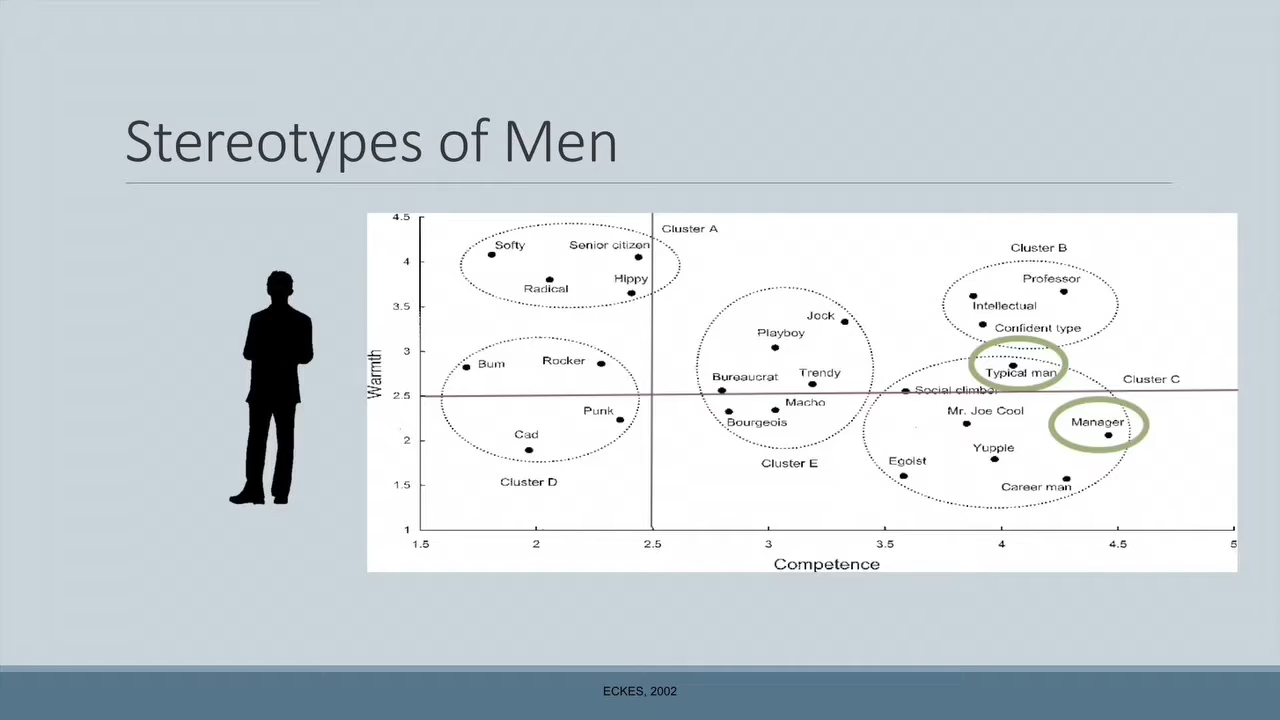 Stereotypes of Men
4.5
Cluster A
Softy
Senior citizen
Cluster B
4
Professor
Hippy
Radical
3.5
Intellectual
Jock
Confident type
Playboy
3
Warmth
Bum
Rocker
Typical man
Bureaucrat
Trendy
Cluster C
2.5
Social climber
Punk
Macho
Mr. Joe Cool
Bourgeois
Manager
2
Cad
Yuppie
Cluster E
Egoist
1.5
Cluster D
Career man
1
1.5
2
2.5
3
3.5
4
4.5
5
Competence
ECKES, 2002